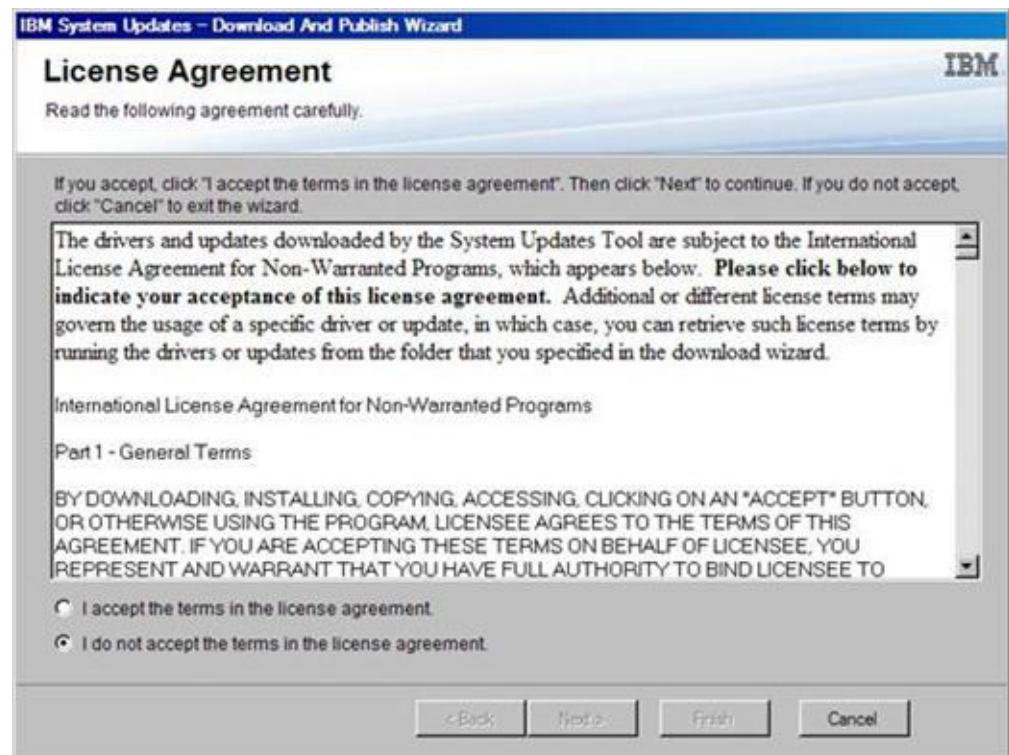 IBM System Updates – Download And Publish Wizard
License Agreement
IBM
Read the following agreement carefully.
If you accept, click "I accept the terms in the license agreement". Then click "Next" to continue. If you do not accept,
click "Cancel" to exit the wizard.
The drivers and updates downloaded by the System Updates Tool are subject to the International
License Agreement for Non-Warranted Programs, which appears below. Please click below to
indicate your acceptance of this license agreement. Additional or different license terms may
govern the usage of a specific driver or update, in which case, you can retrieve such license terms by
running the drivers or updates from the folder that you specified in the download wizard.
International License Agreement for Non-Warranted Programs
Part 1 - General Terms
BY DOWNLOADING, INSTALLING, COPYING, ACCESSING, CLICKING ON AN "ACCEPT" BUTTON,
OR OTHERWISE USING THE PROGRAM, LICENSEE AGREES TO THE TERMS OF THIS
AGREEMENT. IF YOU ARE ACCEPTING THESE TERMS ON BEHALF OF LICENSEE, YOU
REPRESENT AND WARRANT THAT YOU HAVE FULL AUTHORITY TO BIND LICENSEE TO
I accept the terms in the license agreement.
I do not accept the terms in the license agreement.
< Back Next > Finish Cancel